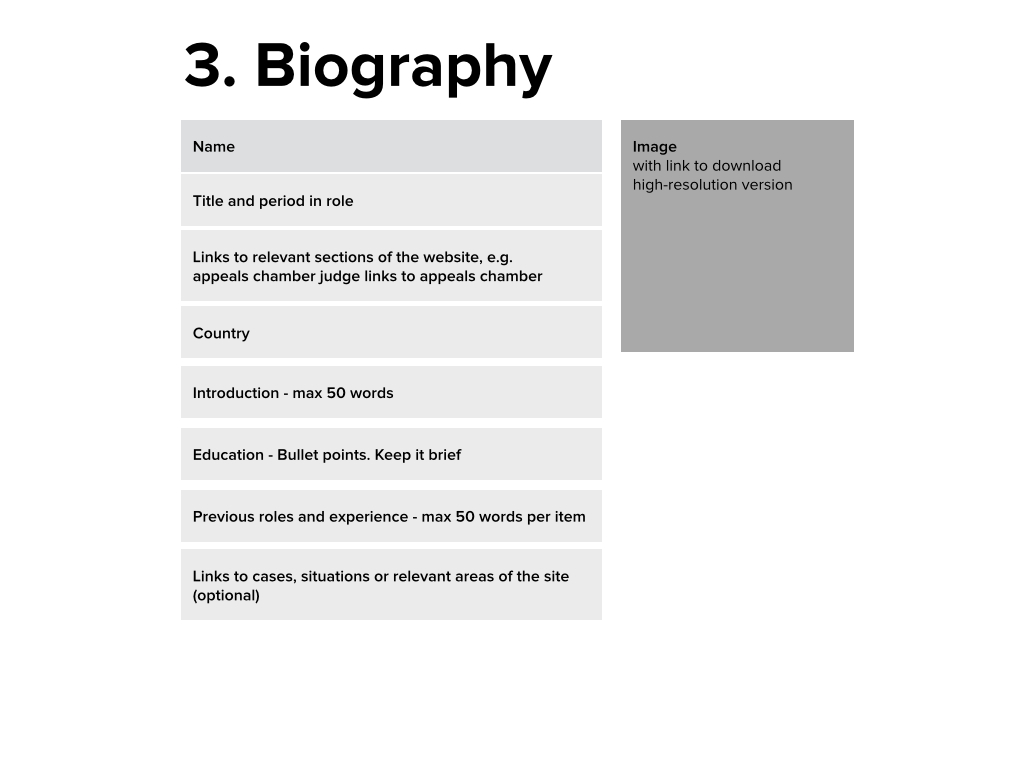 3. Biography
Name
Title and period in role
Links to relevant sections of the website, e.g.
appeals chamber judge links to appeals chamber
Country
Introduction - max 50 words
Education - Bullet points. Keep it brief
Previous roles and experience - max 50 words per item
Links to cases, situations or relevant areas of the site
(optional)
Image
with link to download
high-resolution version